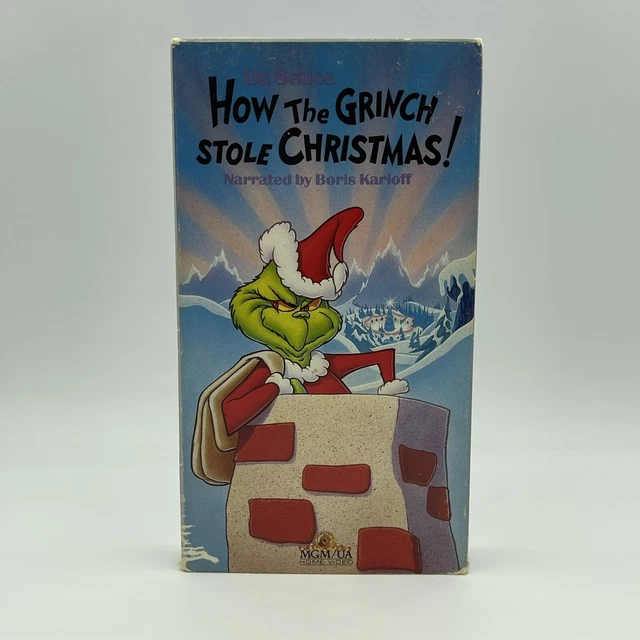 Dr. Seuss
HOW The GRINCH
STOLE CHRISTMAS!
Narrated by Boris Karloff
MGM/UA
HOME VIDEO